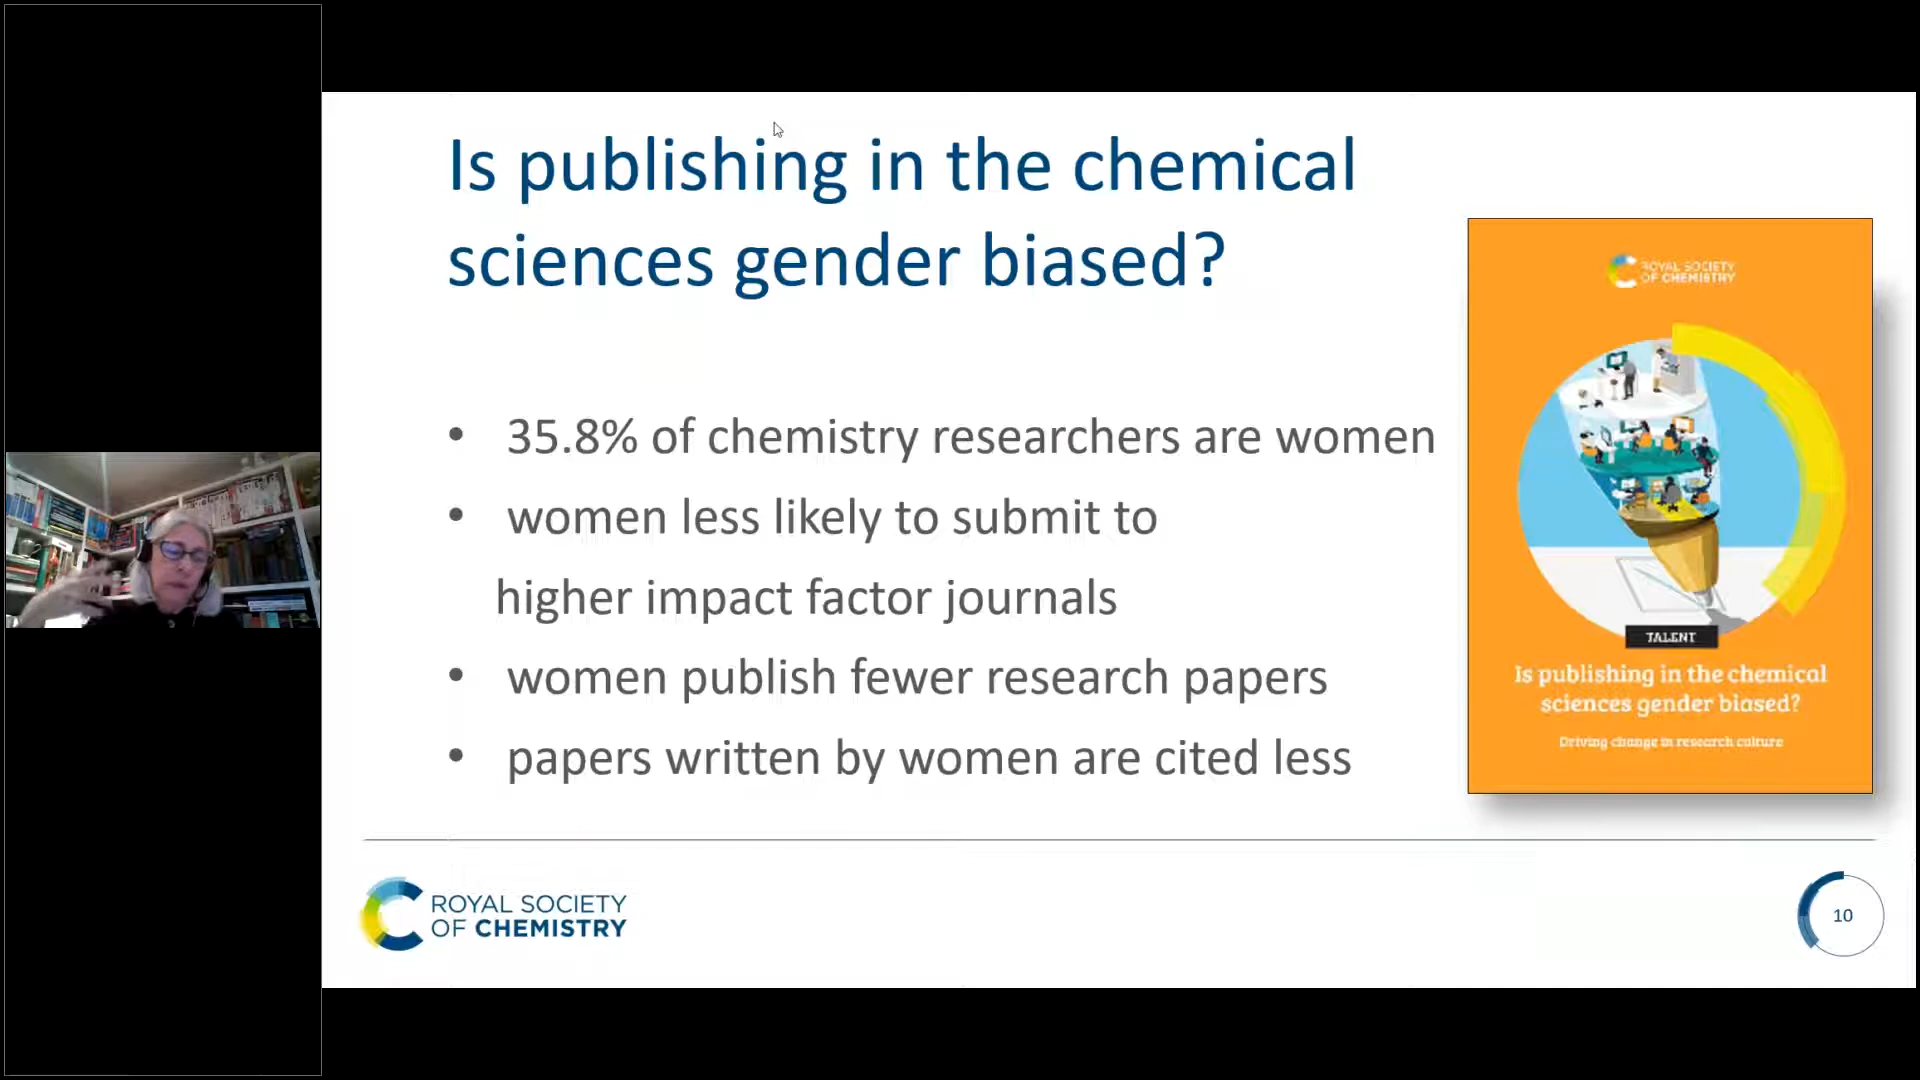 Is publishing in the chemical
sciences gender biased?
• 35.8% of chemistry researchers are women
• women less likely to submit to
higher impact factor journals
• women publish fewer research papers
• papers written by women are cited less
ROYAL SOCIETY
OF CHEMISTRY
TALENT
Is publishing in the chemical
sciences gender biased?
Driving change in research culture
ROYAL SOCIETY
OF CHEMISTRY
10